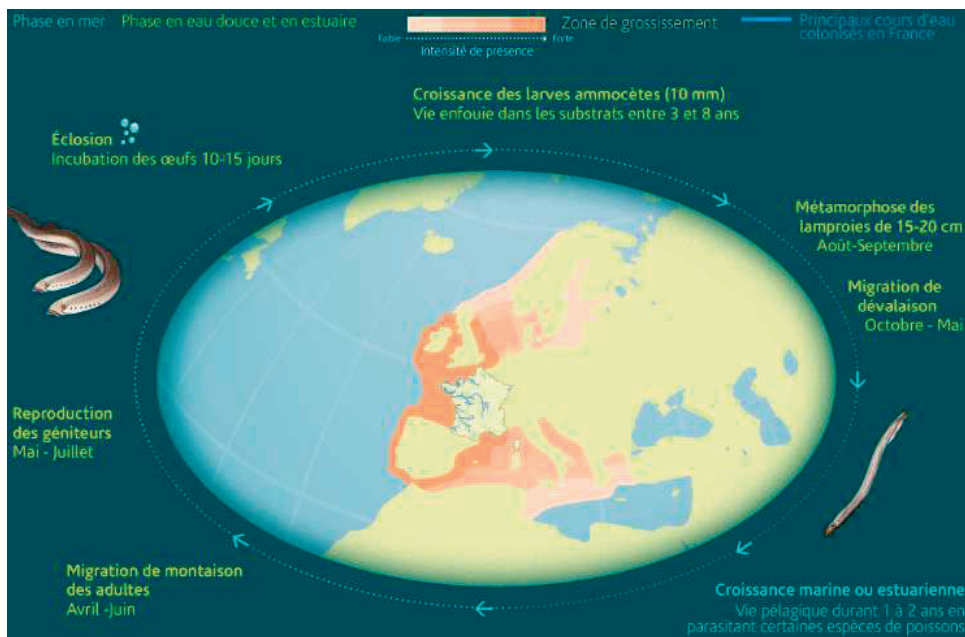 Phase en mer Phase en eau douce et en estuaire
Zone de grossissement
Faible Forte
Intensité de présence
Principaux cours d'eau
colonisés en France
Croissance des larves ammocètes (10 mm)
Vie enfouie dans les substrats entre 3 et 8 ans
Éclosion
Incubation des œufs 10-15 jours
Métamorphose des
lamproies de 15-20 cm
Août-Septembre
Migration de
dévalaison
Octobre - Mai
Reproduction
des géniteurs
Mai - Juillet
Migration de montaison
des adultes
Avril -Juin
Croissance marine ou estuarienne
Vie pélagique durant 1 à 2 ans en
parasitant certaines espèces de poissons